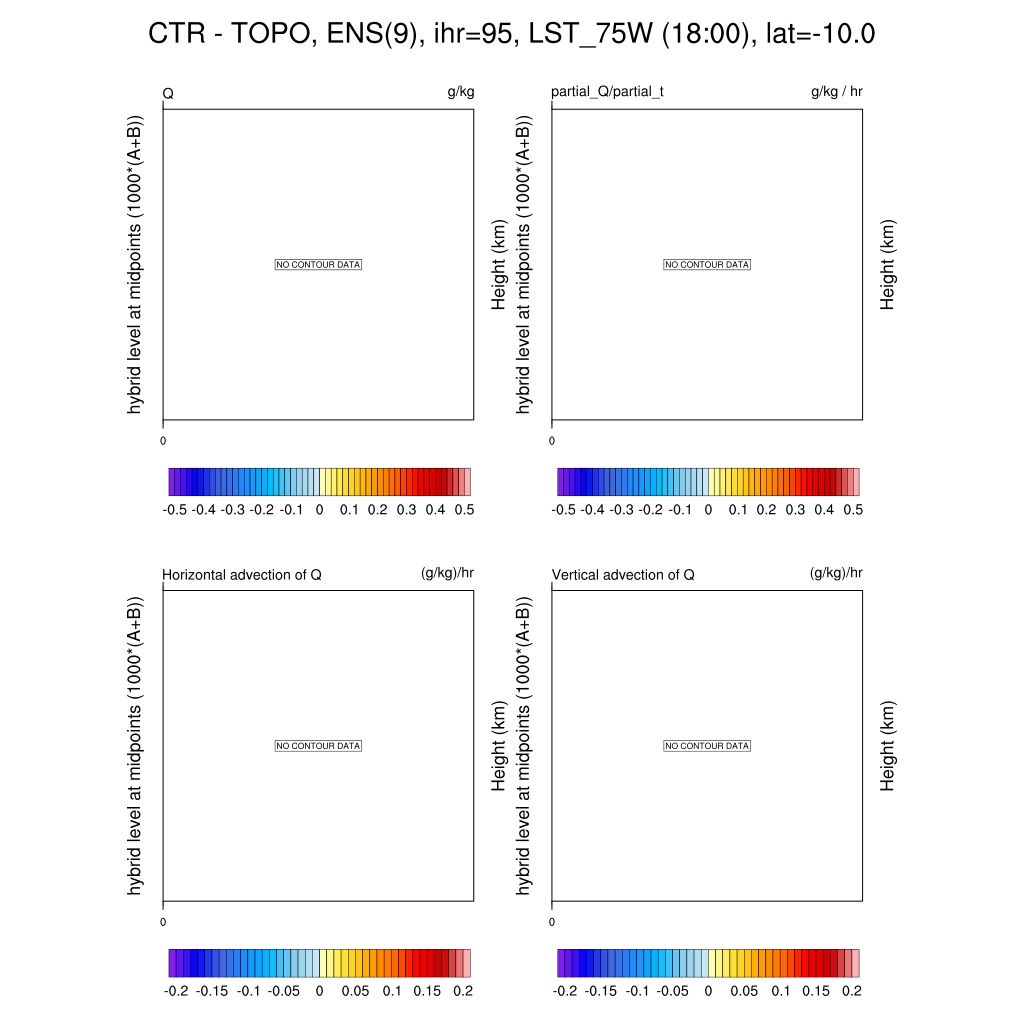 CTR - TOPO, ENS(9), ihr=95, LST_75W (18:00), lat=-10.0
Q g/kg
hybrid level at midpoints (1000*(A+B))
NO CONTOUR DATA
Height (km)
0
-0.5 -0.4 -0.3 -0.2 -0.1 0 0.1 0.2 0.3 0.4 0.5
partial_Q/partial_t g/kg / hr
hybrid level at midpoints (1000*(A+B))
NO CONTOUR DATA
Height (km)
0
-0.5 -0.4 -0.3 -0.2 -0.1 0 0.1 0.2 0.3 0.4 0.5
Horizontal advection of Q (g/kg)/hr
hybrid level at midpoints (1000*(A+B))
NO CONTOUR DATA
Height (km)
0
-0.2 -0.15 -0.1 -0.05 0 0.05 0.1 0.15 0.2
Vertical advection of Q (g/kg)/hr
hybrid level at midpoints (1000*(A+B))
NO CONTOUR DATA
Height (km)
0
-0.2 -0.15 -0.1 -0.05 0 0.05 0.1 0.15 0.2